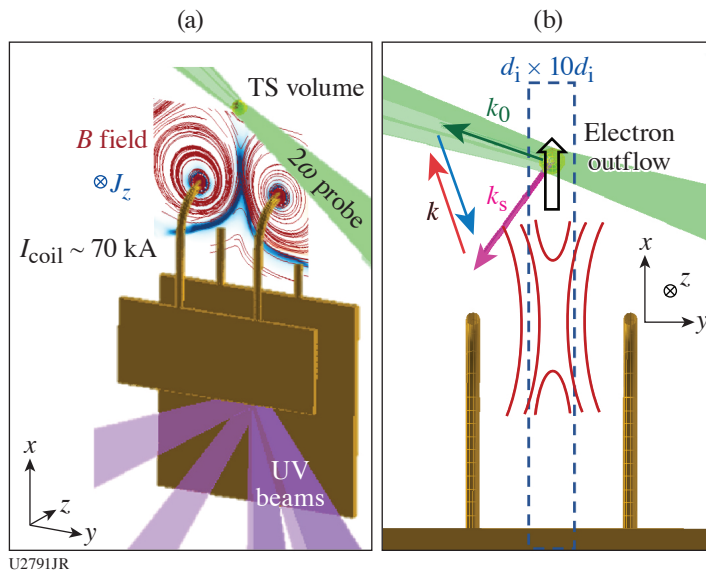 (a)
(b)
TS volume
B field
⊗ J_z
2ω probe
I_coil ~ 70 kA
UV
beams
x
z
y
d_i × 10d_i
k_0
Electron
outflow
k_s
k
x
⊗ z
y
U2791JR